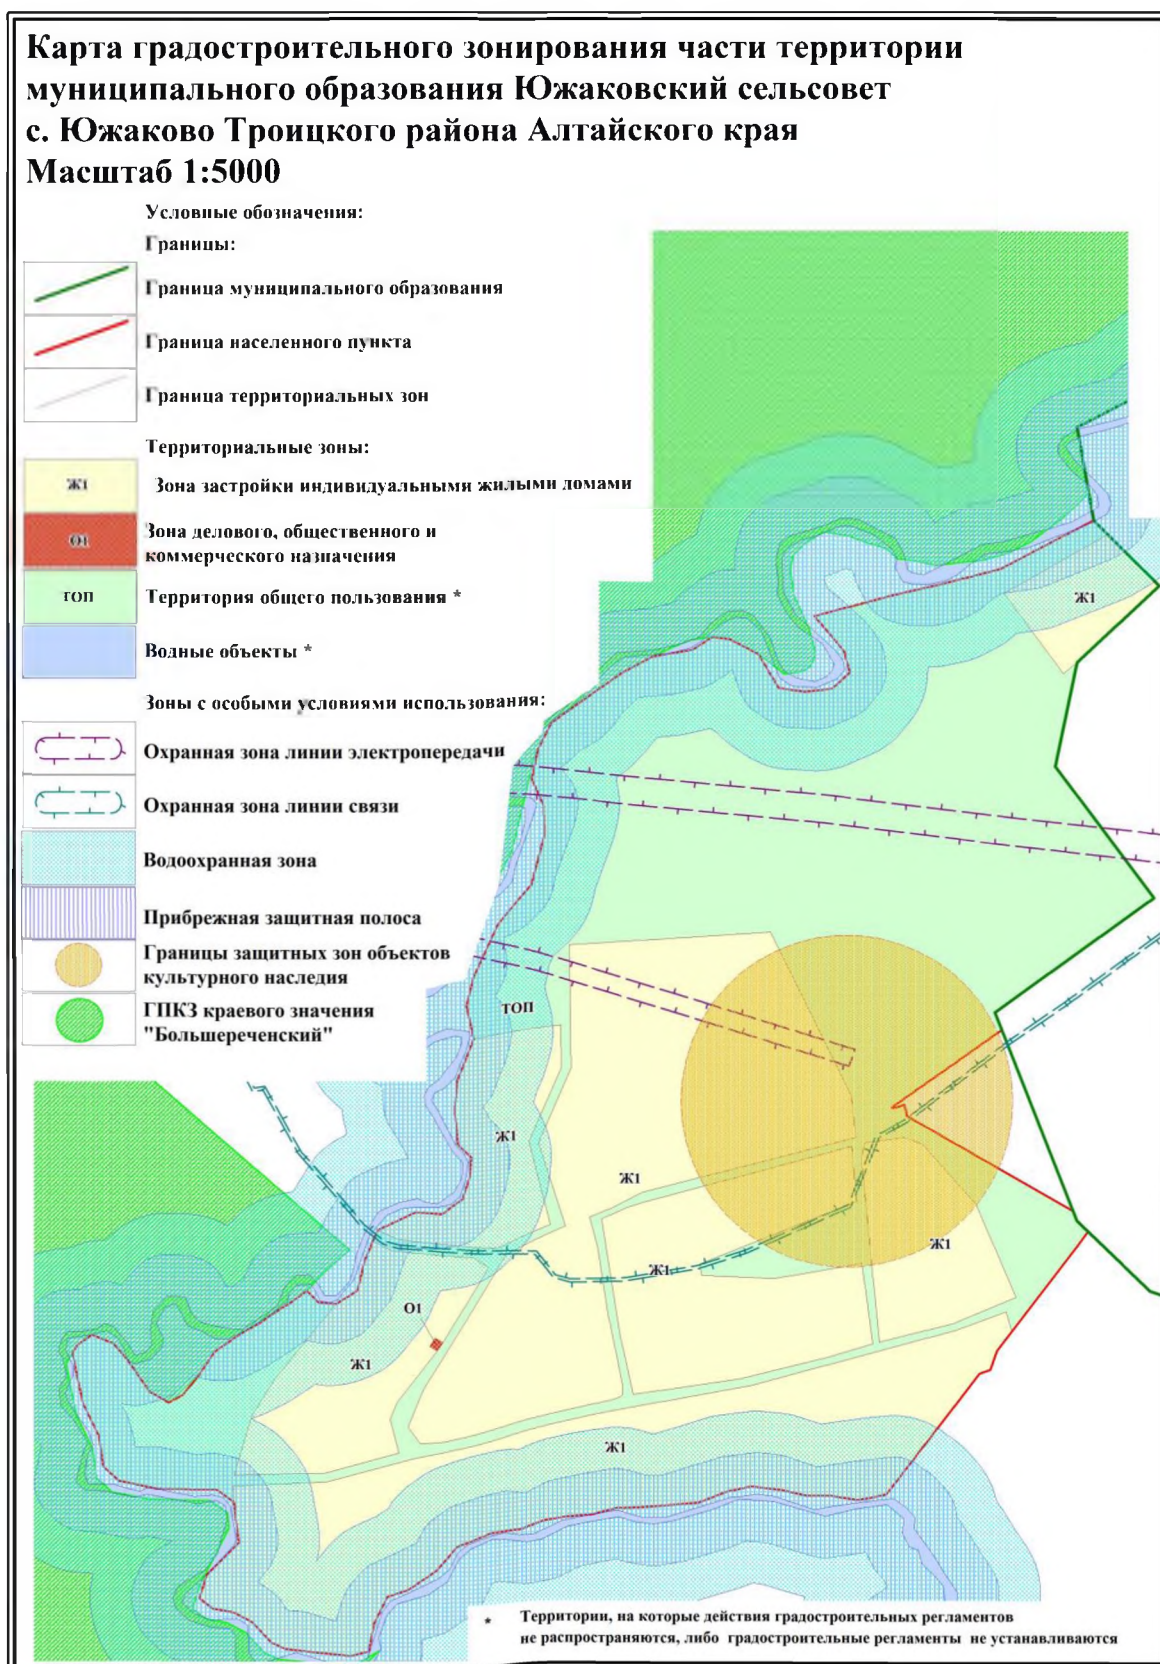 Карта градостроительного зонирования части территории
муниципального образования Южаковский сельсовет
с. Южаково Троицкого района Алтайского края
Масштаб 1:5000
Условные обозначения:
Границы:
Граница муниципального образования
Граница населенного пункта
Граница территориальных зон
Территориальные зоны:
Ж1
Зона застройки индивидуальными жилыми домами
О1
Зона делового, общественного и
коммерческого назначения
ТОП
Территория общего пользования *
Водные объекты *
Зоны с особыми условиями использования:
Охранная зона линии электропередачи
Охранная зона линии связи
Водоохранная зона
Прибрежная защитная полоса
Границы защитных зон объектов
культурного наследия
ГПКЗ краевого значения
"Большереченский"
Ж1
ТОП
Ж1
Ж1
Ж1
Ж1
О1
Ж1
Ж1
* Территории, на которые действия градостроительных регламентов
не распространяются, либо градостроительные регламенты не устанавливаются